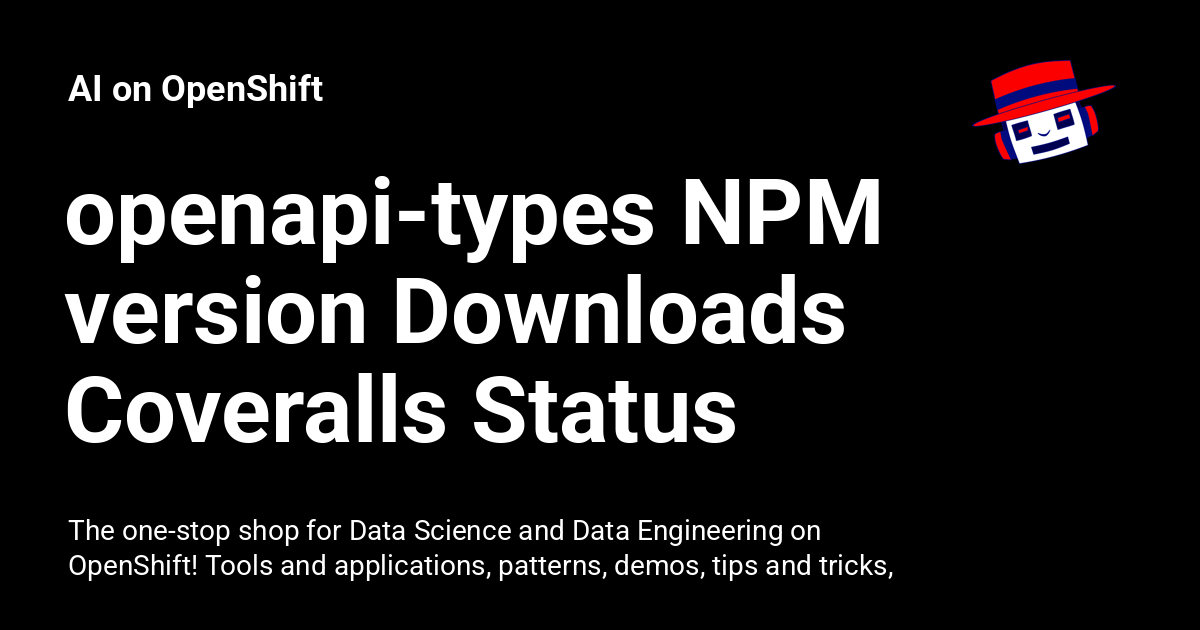 AI on OpenShift
openapi-types NPM
version Downloads
Coveralls Status
The one-stop shop for Data Science and Data Engineering on
OpenShift! Tools and applications, patterns, demos, tips and tricks,